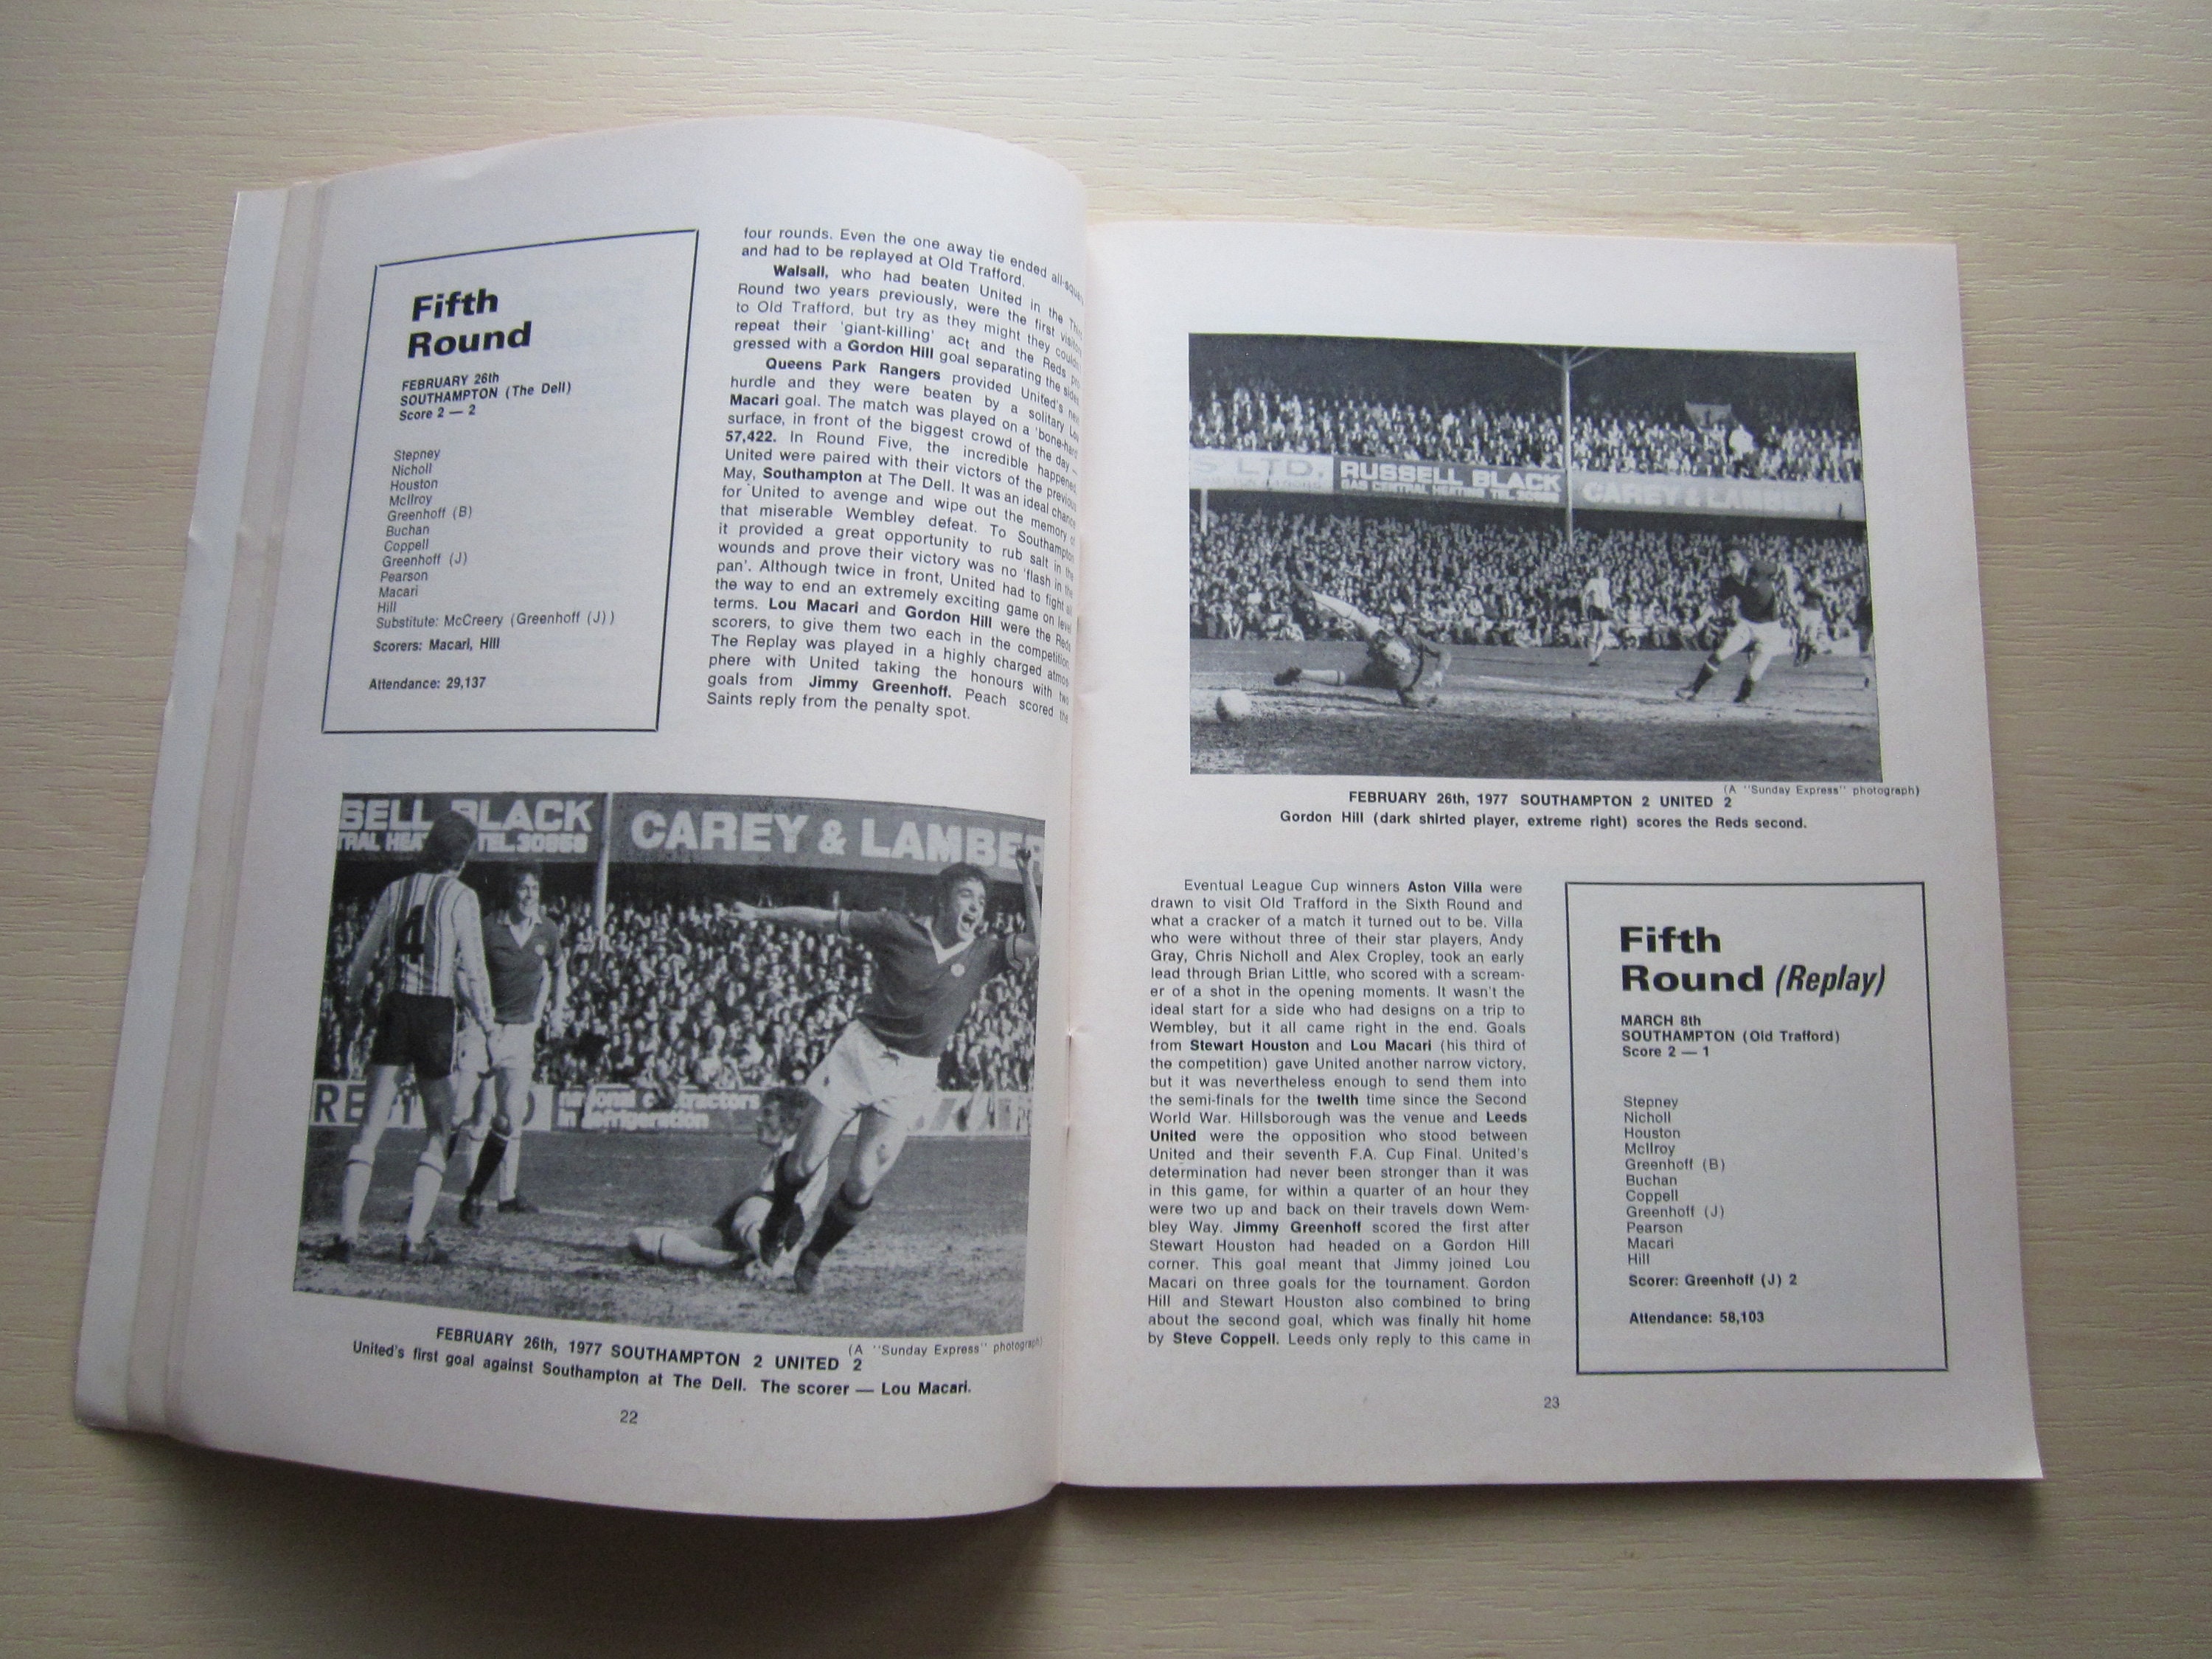 Fifth
Round
FEBRUARY 26th
SOUTHAMPTON (The Dell)
Score 2 — 2
Stepney
Nicholl
Houston
McIlroy
Greenhoff (B)
Buchan
Coppell
Greenhoff (J)
Pearson
Macari
Hill
Substitute: McCreery (Greenhoff (J))
Scorers: Macari, Hill
Attendance: 29,137
four rounds. Even the one away tie ended all-square
and had to be replayed at Old Trafford.
Walsall, who had beaten United in the Third
Round two years previously, were the first visitors
to Old Trafford, but try as they might they couldn't
repeat their 'giant-killing' act and the Reds pro-
gressed with a Gordon Hill goal separating the sides.
Queens Park Rangers provided United's next
hurdle and they were beaten by a solitary Lou
Macari goal. The match was played on a 'bone-hard'
surface, in front of the biggest crowd of the day —
57,422. In Round Five, the incredible happened,
United were paired with their victors of the previous
May, Southampton at The Dell. It was an ideal chance
for United to avenge and wipe out the memory of
that miserable Wembley defeat. To Southampton
it provided a great opportunity to rub salt in the
wounds and prove their victory was no 'flash in the
pan'. Although twice in front, United had to fight all
the way to end an extremely exciting game on level
terms. Lou Macari and Gordon Hill were the Reds
scorers, to give them two each in the competition.
The Replay was played in a highly charged atmos-
phere with United taking the honours with two
goals from Jimmy Greenhoff. Peach scored the
Saints reply from the penalty spot.
SELL BLACK
TRAL HEAT TEL.30966
CAREY & LAMBER
4
national contractors
in refrigeration
(A "Sunday Express" photograph)
FEBRUARY 26th, 1977 SOUTHAMPTON 2 UNITED 2
United's first goal against Southampton at The Dell. The scorer — Lou Macari.
22
S LTD.
RUSSELL BLACK
GAS CENTRAL HEATING TEL.
CAREY & LAMBERT
(A "Sunday Express" photograph)
FEBRUARY 26th, 1977 SOUTHAMPTON 2 UNITED 2
Gordon Hill (dark shirted player, extreme right) scores the Reds second.
Eventual League Cup winners Aston Villa were
drawn to visit Old Trafford in the Sixth Round and
what a cracker of a match it turned out to be. Villa
who were without three of their star players, Andy
Gray, Chris Nicholl and Alex Cropley, took an early
lead through Brian Little, who scored with a scream-
er of a shot in the opening moments. It wasn't the
ideal start for a side who had designs on a trip to
Wembley, but it all came right in the end. Goals
from Stewart Houston and Lou Macari (his third of
the competition) gave United another narrow victory,
but it was nevertheless enough to send them into
the semi-finals for the twelth time since the Second
World War. Hillsborough was the venue and Leeds
United were the opposition who stood between
United and their seventh F.A. Cup Final. United's
determination had never been stronger than it was
in this game, for within a quarter of an hour they
were two up and back on their travels down Wem-
bley Way. Jimmy Greenhoff scored the first after
Stewart Houston had headed on a Gordon Hill
corner. This goal meant that Jimmy joined Lou
Macari on three goals for the tournament. Gordon
Hill and Stewart Houston also combined to bring
about the second goal, which was finally hit home
by Steve Coppell. Leeds only reply to this came in
Fifth
Round (Replay)
MARCH 8th
SOUTHAMPTON (Old Trafford)
Score 2 — 1
Stepney
Nicholl
Houston
McIlroy
Greenhoff (B)
Buchan
Coppell
Greenhoff (J)
Pearson
Macari
Hill
Scorer: Greenhoff (J) 2
Attendance: 58,103
23